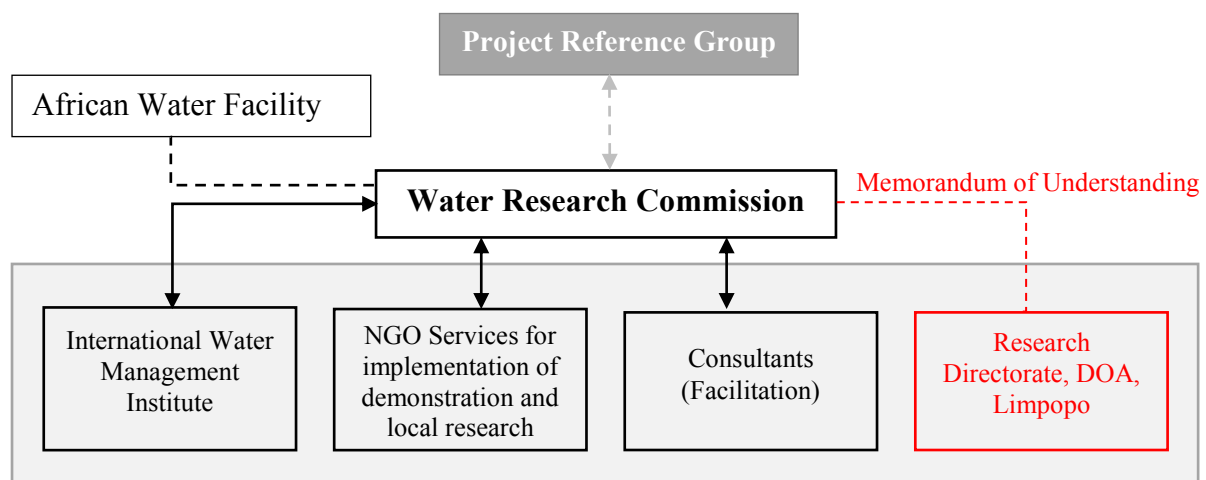 Project Reference Group
African Water Facility
Memorandum of Understanding
Water Research Commission
International Water
Management
Institute
NGO Services for
implementation of
demonstration and
local research
Consultants
(Facilitation)
Research
Directorate, DOA,
Limpopo